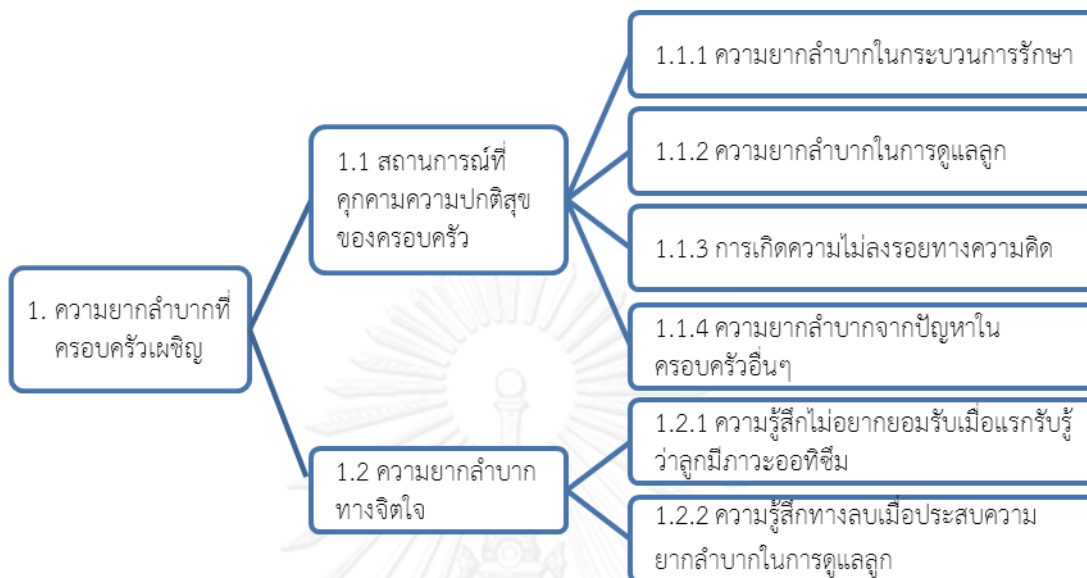 1. ความยากลำบากที่
ครอบครัวเผชิญ
1.1 สถานการณ์ที่
คุกคามความปกติสุข
ของครอบครัว
1.1.1 ความยากลำบากในกระบวนการรักษา
1.1.2 ความยากลำบากในการดูแลลูก
1.1.3 การเกิดความไม่ลงรอยทางความคิด
1.1.4 ความยากลำบากจากปัญหาใน
ครอบครัวอื่นๆ
1.2 ความยากลำบาก
ทางจิตใจ
1.2.1 ความรู้สึกไม่อยากยอมรับเมื่อแรกรับรู้
ว่าลูกมีภาวะออทิซึม
1.2.2 ความรู้สึกทางลบเมื่อประสบความ
ยากลำบากในการดูแลลูก